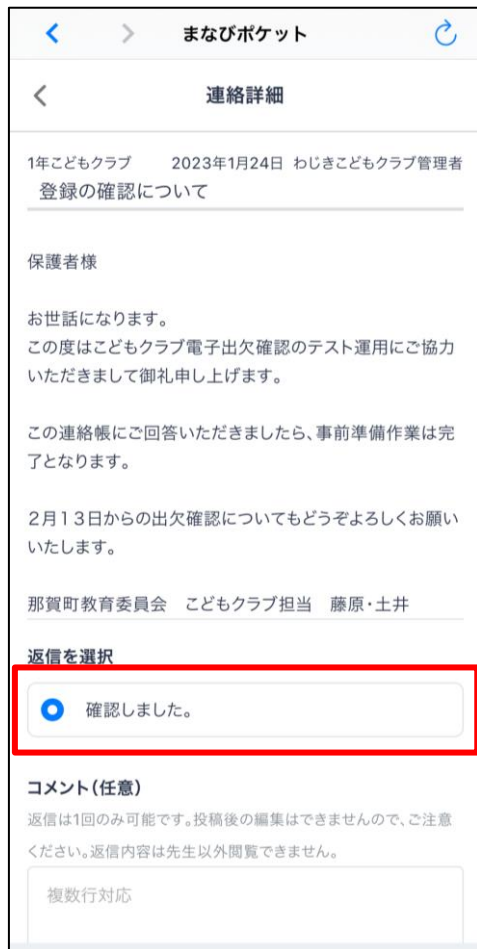 まなびポケット
連絡詳細
1年こどもクラブ 2023年1月24日 わじきこどもクラブ管理者
登録の確認について
保護者様
お世話になります。
この度はこどもクラブ電子出欠確認のテスト運用にご協力
いただきまして御礼申し上げます。
この連絡帳にご回答いただきましたら、事前準備作業は完
了となります。
２月１３日からの出欠確認についてもどうぞよろしくお願い
いたします。
那賀町教育委員会　こどもクラブ担当　藤原・土井
返信を選択
確認しました。
コメント（任意）
返信は1回のみ可能です。投稿後の編集はできませんので、ご注意
ください。返信内容は先生以外閲覧できません。
複数行対応